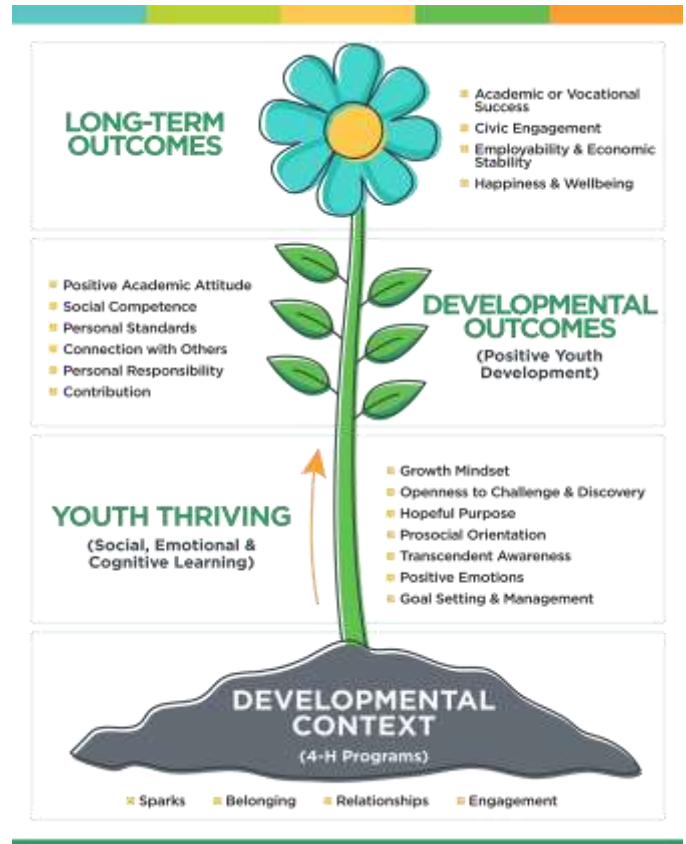 LONG-TERM
OUTCOMES
Academic or Vocational
Success
Civic Engagement
Employability & Economic
Stability
Happiness & Wellbeing
Positive Academic Attitude
Social Competence
Personal Standards
Connection with Others
Personal Responsibility
Contribution
DEVELOPMENTAL
OUTCOMES
(Positive Youth
Development)
YOUTH THRIVING
(Social, Emotional &
Cognitive Learning)
Growth Mindset
Openness to Challenge & Discovery
Hopeful Purpose
Prosocial Orientation
Transcendent Awareness
Positive Emotions
Goal Setting & Management
DEVELOPMENTAL
CONTEXT
(4-H Programs)
Sparks Belonging Relationships Engagement